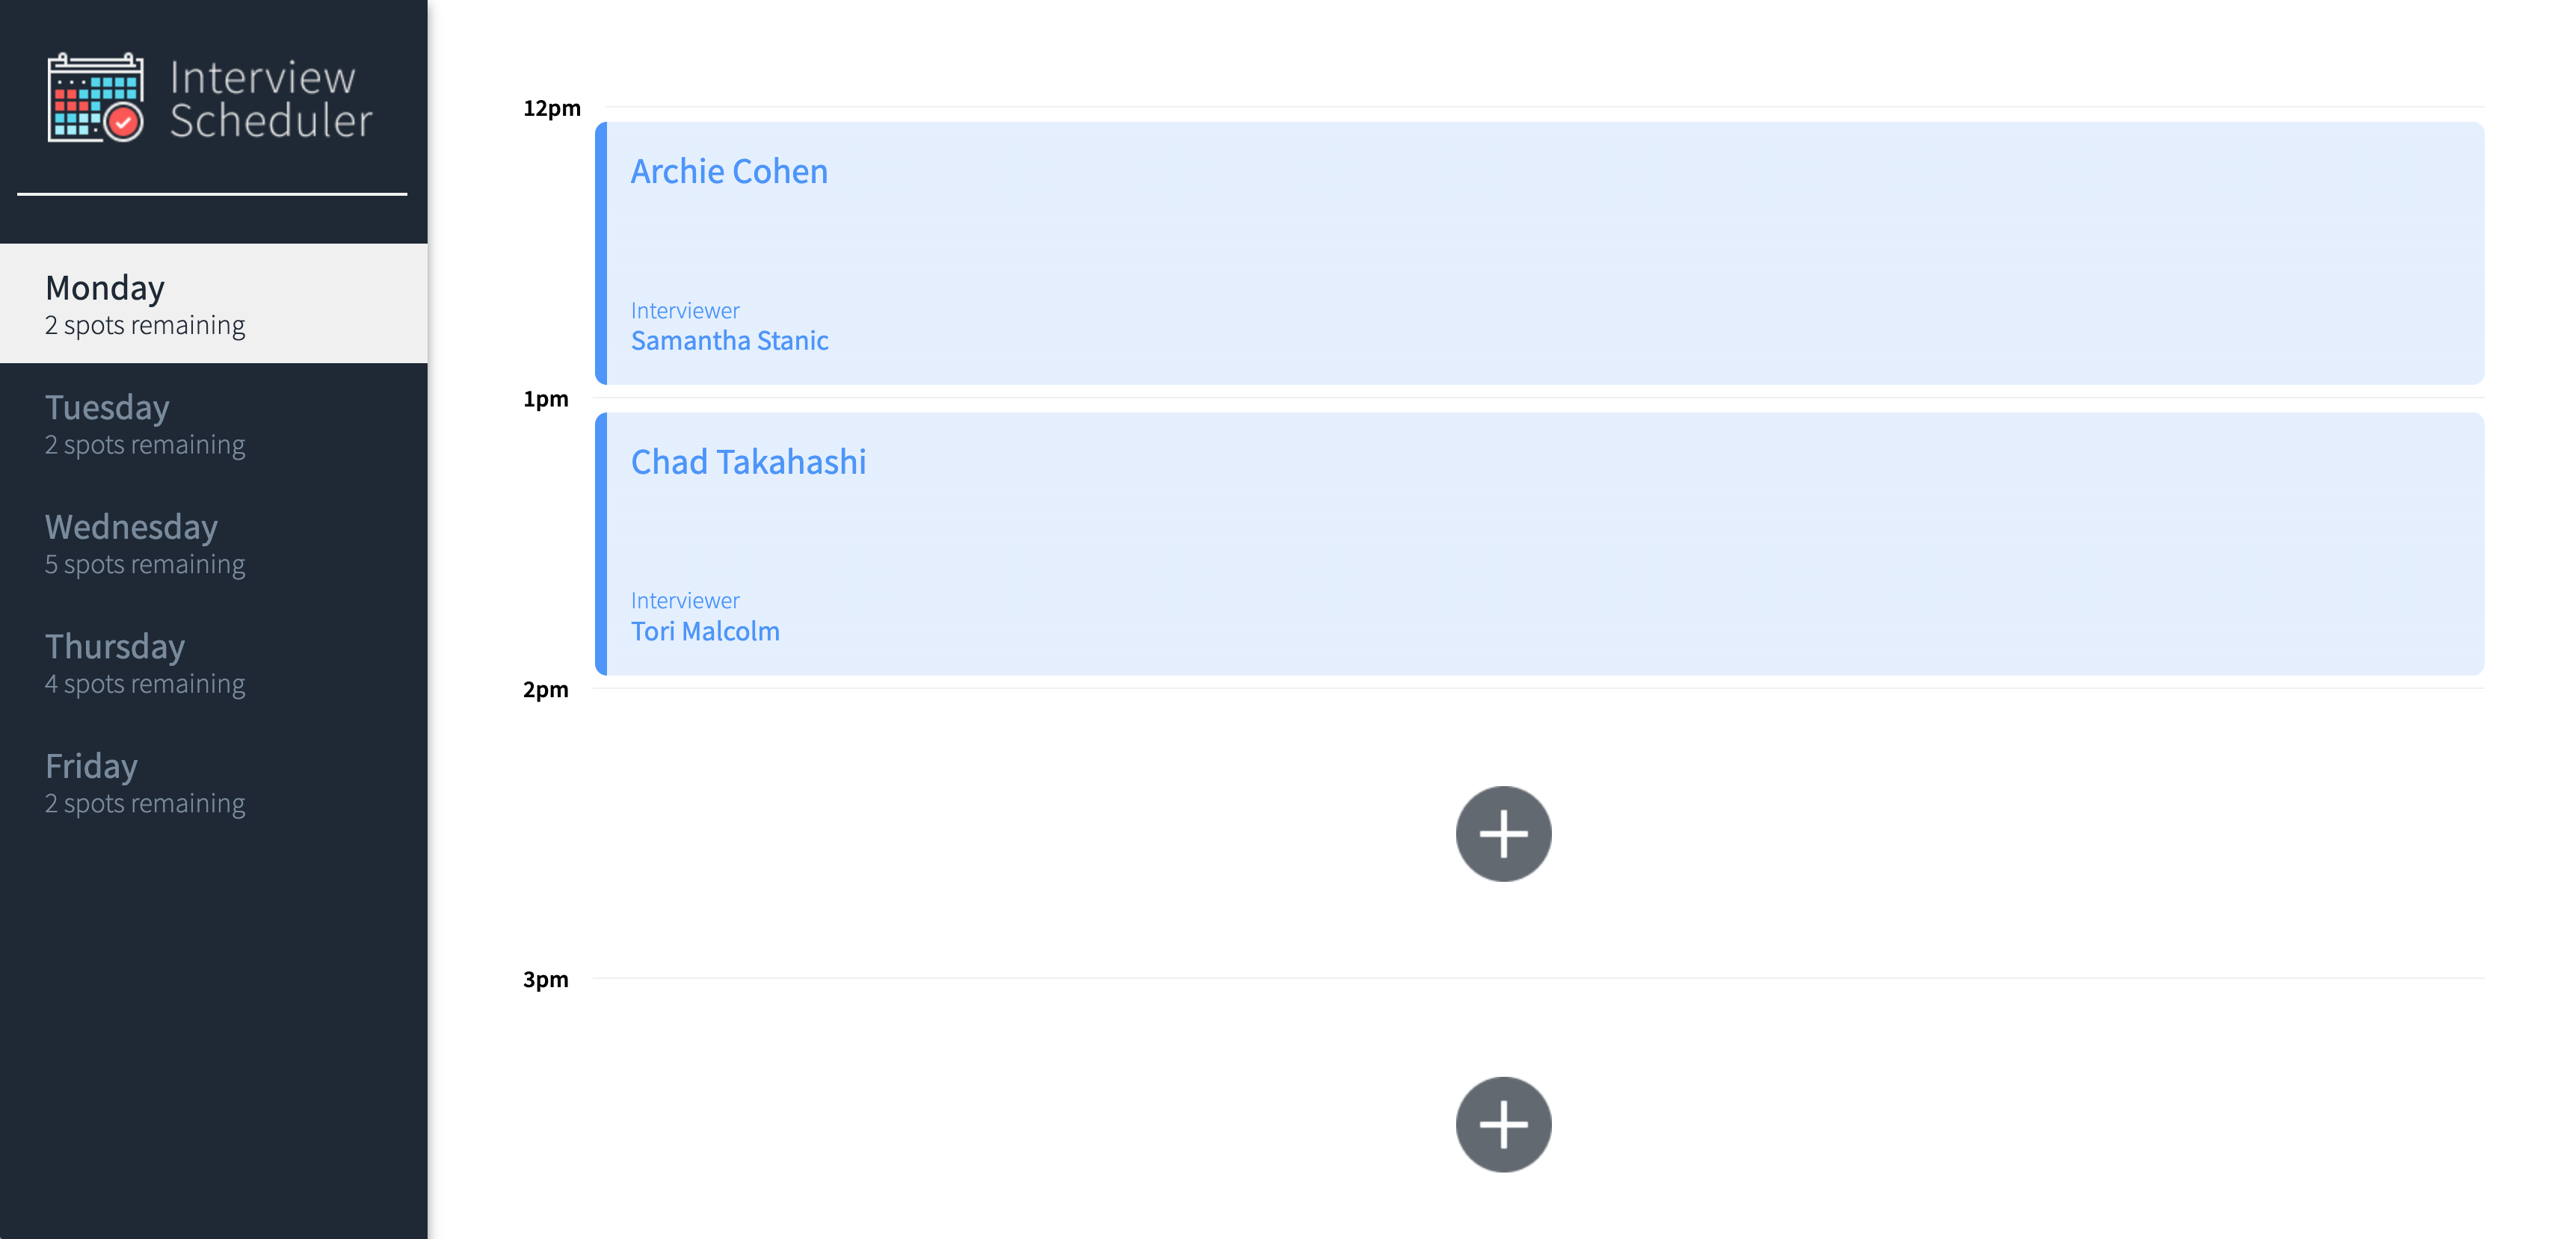 Interview
Scheduler
Monday
2 spots remaining
Tuesday
2 spots remaining
Wednesday
5 spots remaining
Thursday
4 spots remaining
Friday
2 spots remaining
12pm
Archie Cohen
Interviewer
Samantha Stanic
1pm
Chad Takahashi
Interviewer
Tori Malcolm
2pm
3pm